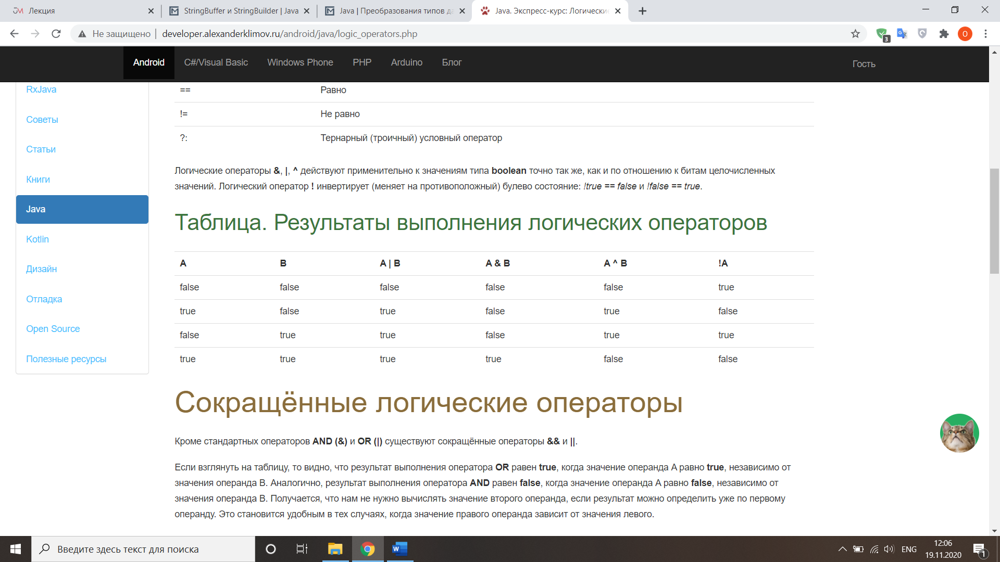 Лекция
StringBuffer и StringBuilder | Java
Java | Преобразования типов да
Java. Экспресс-курс: Логические
Не защищено
developer.alexanderklimov.ru/android/java/logic_operators.php
3
O
Android
C#/Visual Basic
Windows Phone
PHP
Arduino
Блог
Гость
RxJava
Советы
Статьи
Книги
Java
Kotlin
Дизайн
Отладка
Open Source
Полезные ресурсы
== Равно
!= Не равно
?: Тернарный (троичный) условный оператор
Логические операторы &, |, ^ действуют применительно к значениям типа boolean точно так же, как и по отношению к битам целочисленных
значений. Логический оператор ! инвертирует (меняет на противоположный) булево состояние: !true == false и !false == true.
Таблица. Результаты выполнения логических операторов
A B A | B A & B A ^ B !A
false false false false false true
true false true false true false
false true true false true true
true true true true false false
Сокращённые логические операторы
Кроме стандартных операторов AND (&) и OR (|) существуют сокращённые операторы && и ||.
Если взглянуть на таблицу, то видно, что результат выполнения оператора OR равен true, когда значение операнда A равно true, независимо от
значения операнда B. Аналогично, результат выполнения оператора AND равен false, когда значение операнда A равно false, независимо от
значения операнда B. Получается, что нам не нужно вычислять значение второго операнда, если результат можно определить уже по первому
операнду. Это становится удобным в тех случаях, когда значение правого операнда зависит от значения левого.
Введите здесь текст для поиска
W
ENG
12:06
19.11.2020
1